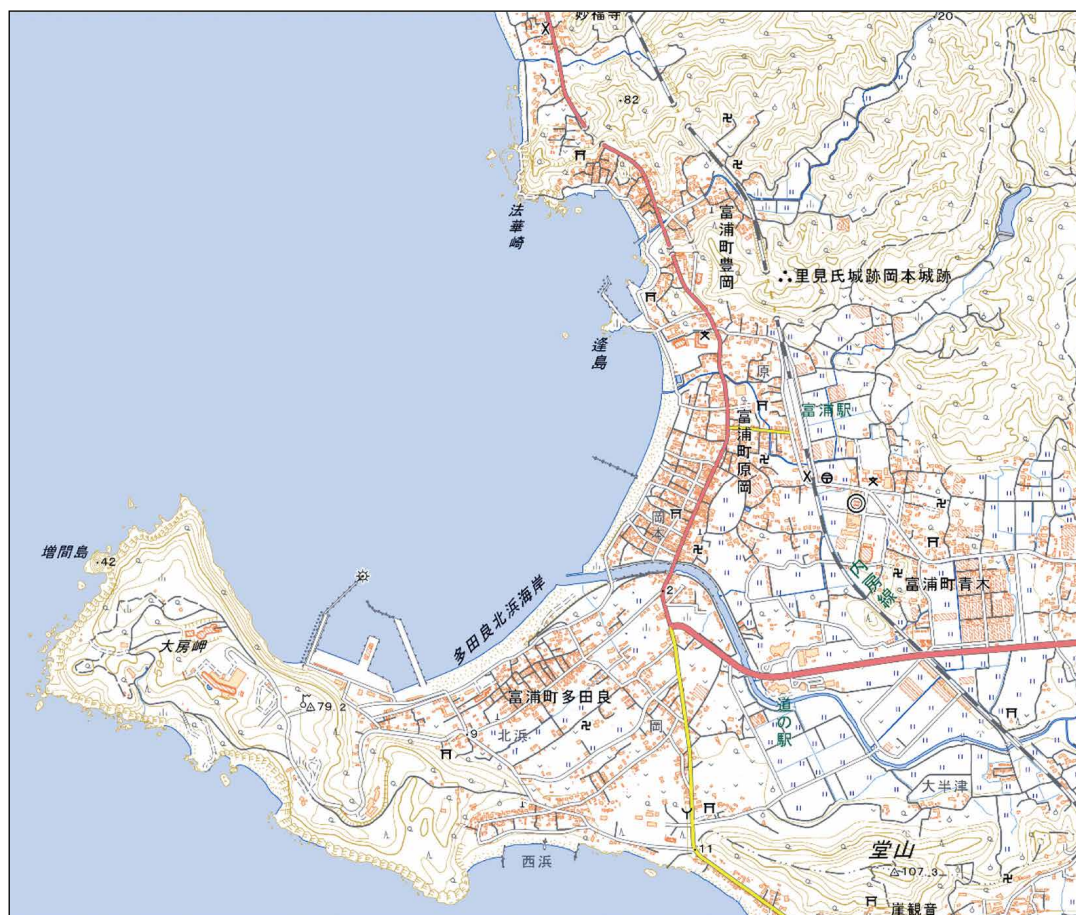 妙福寺
20
82
法華崎
富浦町豊岡
里見氏城跡岡本城跡
逢島
原
富浦駅
富浦町原岡
岡本
増間島
42
多田良北浜海岸
2
内房線
富浦町青木
大房岬
79.2
富浦町多田良
北浜
9
岡
道の駅
大半津
西浜
11
堂山
107.3
崖観音